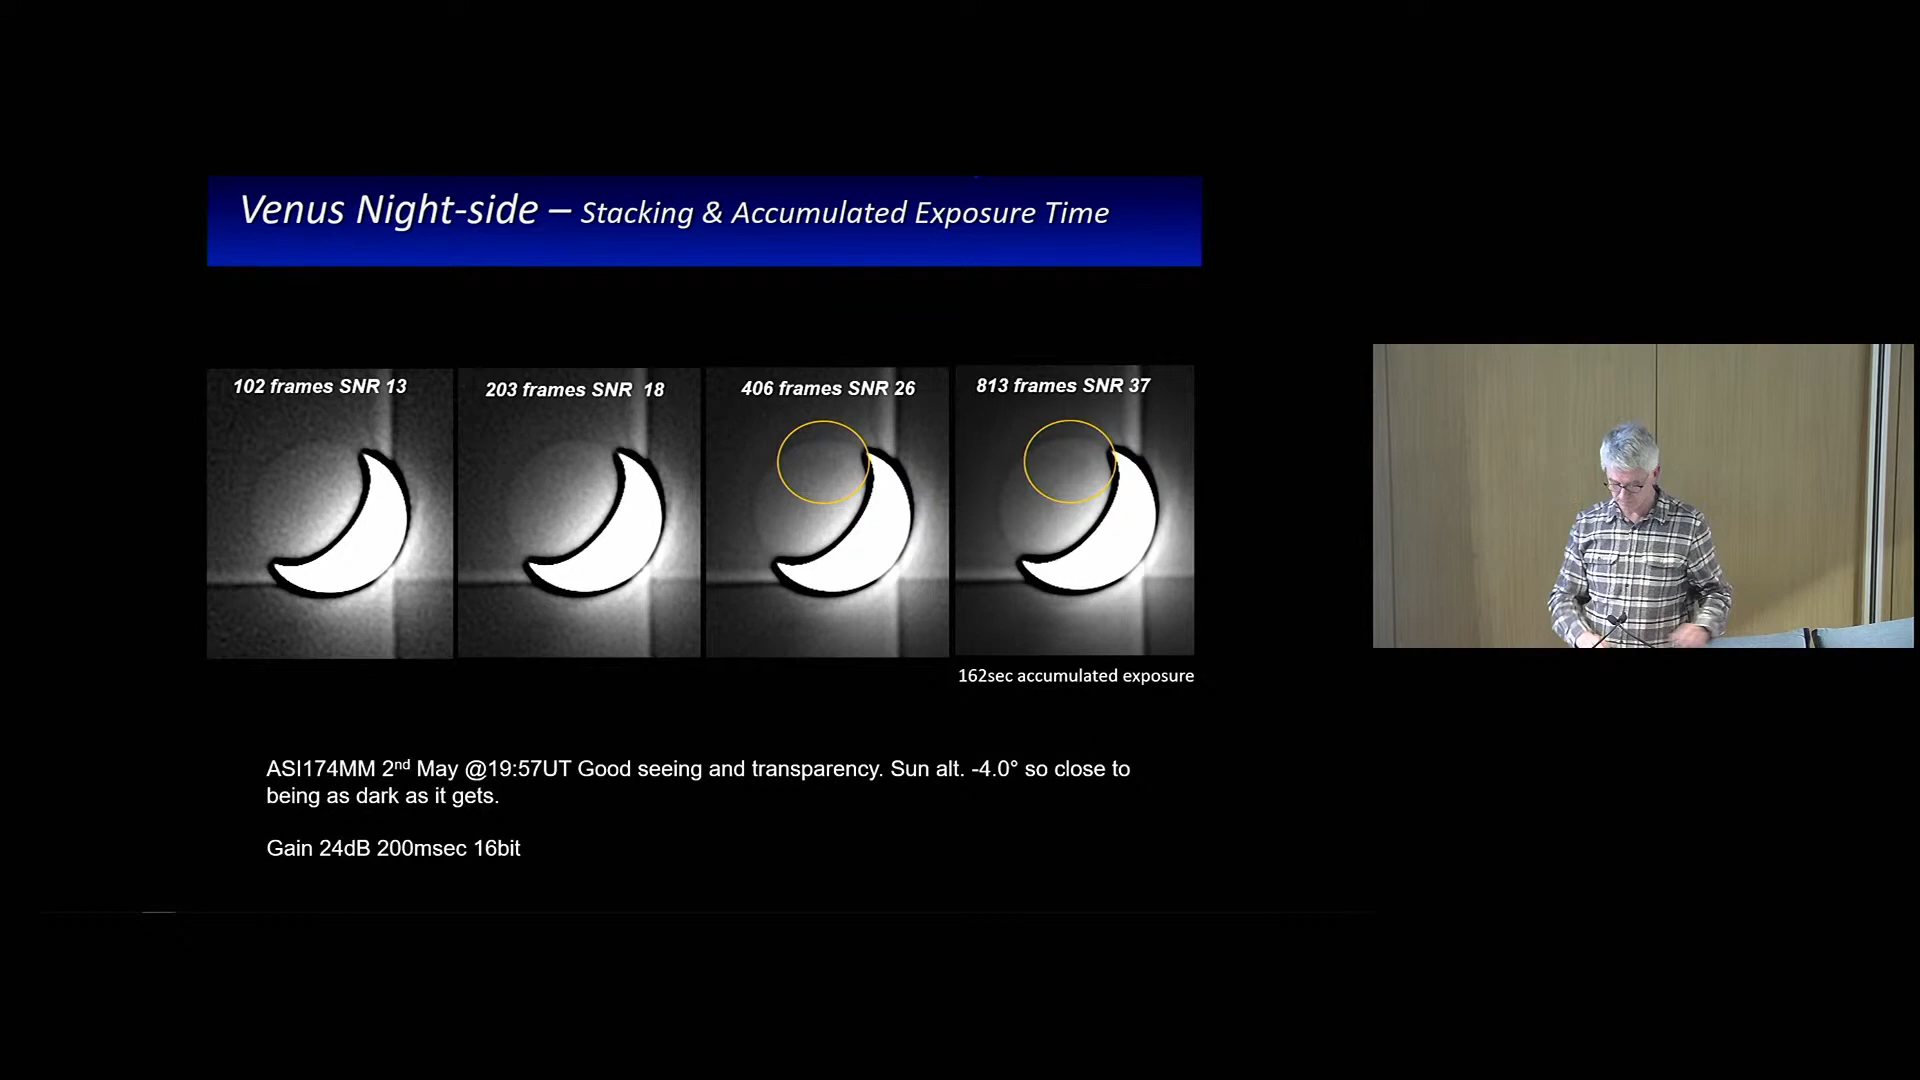 Venus Night-side – Stacking & Accumulated Exposure Time
102 frames SNR 13
203 frames SNR 18
406 frames SNR 26
813 frames SNR 37
162sec accumulated exposure
ASI174MM 2nd May @19:57UT Good seeing and transparency. Sun alt. -4.0° so close to
being as dark as it gets.
Gain 24dB 200msec 16bit